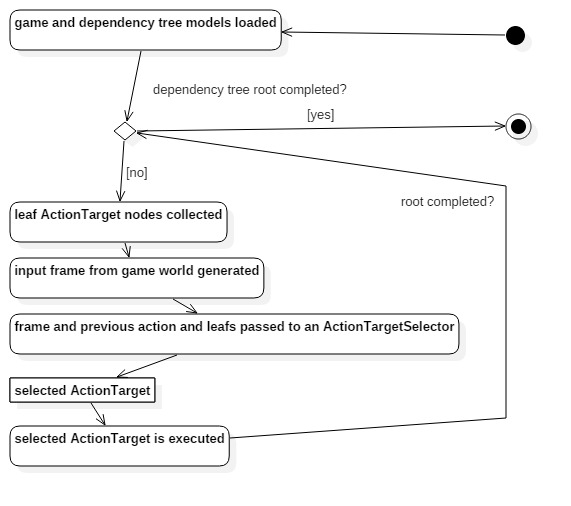 game and dependency tree models loaded
dependency tree root completed?
[yes]
[no]
root completed?
leaf ActionTarget nodes collected
input frame from game world generated
frame and previous action and leafs passed to an ActionTargetSelector
selected ActionTarget
selected ActionTarget is executed